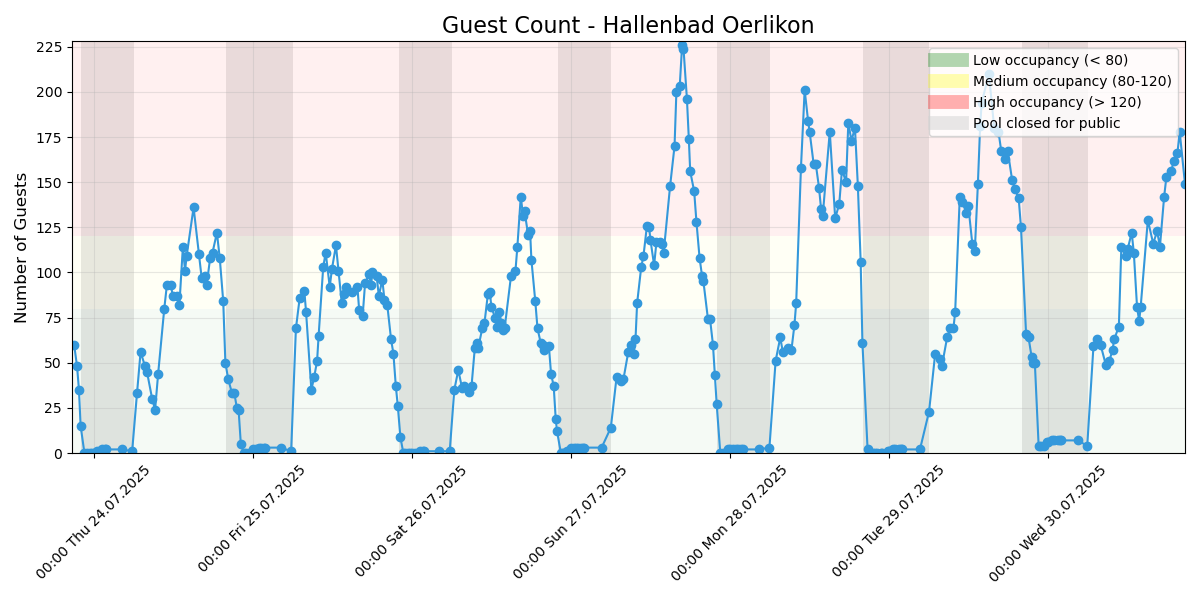 Guest Count - Hallenbad Oerlikon
Number of Guests
225
200
175
150
125
100
75
50
25
0
Low occupancy (< 80)
Medium occupancy (80-120)
High occupancy (> 120)
Pool closed for public
00:00 Thu 24.07.2025
00:00 Fri 25.07.2025
00:00 Sat 26.07.2025
00:00 Sun 27.07.2025
00:00 Mon 28.07.2025
00:00 Tue 29.07.2025
00:00 Wed 30.07.2025